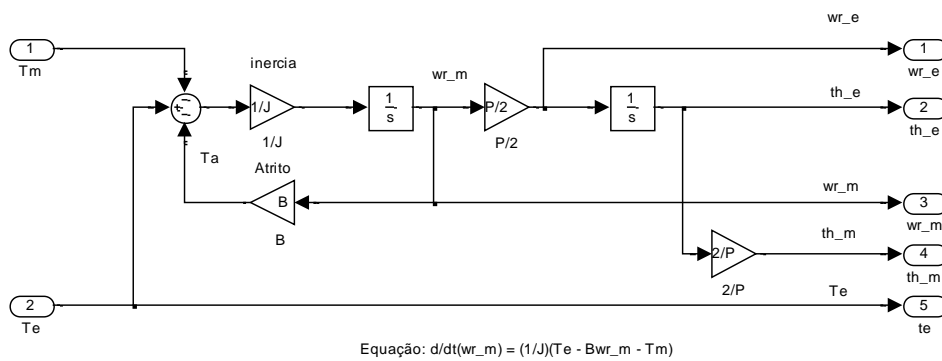 wr_e
1
Tm
inercia
wr_m
1
wr_e
+
-
-
1/J
1
s
P/2
1
s
th_e
2
th_e
1/J
P/2
Ta
Atrito
B
B
wr_m
3
wr_m
th_m
2/P
4
th_m
2/P
Te
2
Te
5
te
Equação: d/dt(wr_m) = (1/J)(Te - Bwr_m - Tm)